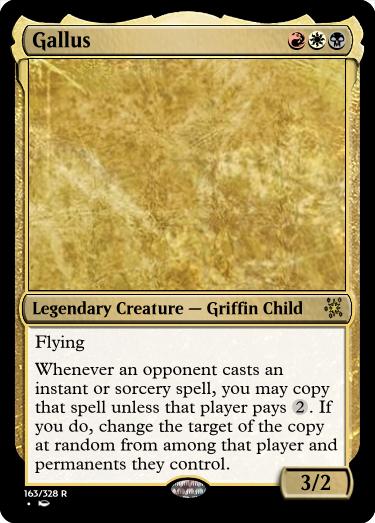 Gallus
Legendary Creature — Griffin Child
Flying
Whenever an opponent casts an
instant or sorcery spell, you may copy
that spell unless that player pays 2. If
you do, change the target of the copy
at random from among that player and
permanents they control.
3/2
163/328 R